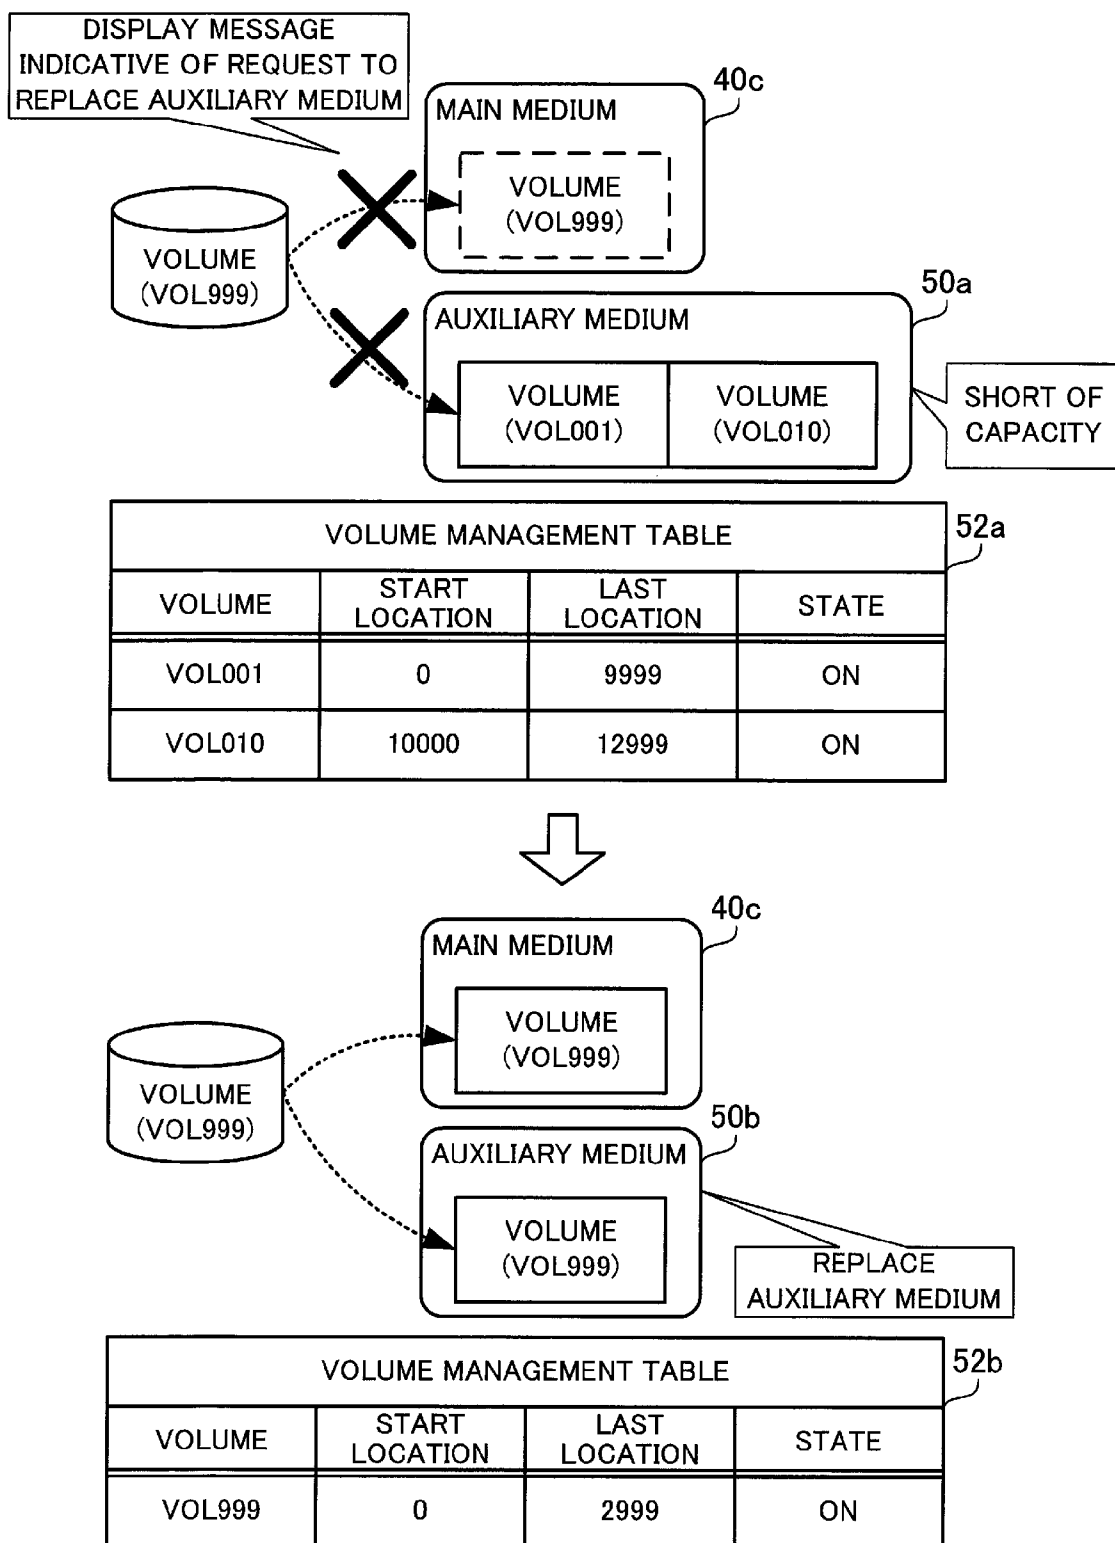 DISPLAY MESSAGE
INDICATIVE OF REQUEST TO
REPLACE AUXILIARY MEDIUM
40c
MAIN MEDIUM
VOLUME
(VOL999)
VOLUME
(VOL999)
50a
AUXILIARY MEDIUM
VOLUME
(VOL001)
VOLUME
(VOL010)
SHORT OF
CAPACITY
52a
VOLUME MANAGEMENT TABLE
VOLUME START LOCATION LAST LOCATION STATE
VOL001 0 9999 ON
VOL010 10000 12999 ON
40c
MAIN MEDIUM
VOLUME
(VOL999)
VOLUME
(VOL999)
50b
AUXILIARY MEDIUM
VOLUME
(VOL999)
REPLACE
AUXILIARY MEDIUM
52b
VOLUME MANAGEMENT TABLE
VOLUME START LOCATION LAST LOCATION STATE
VOL999 0 2999 ON